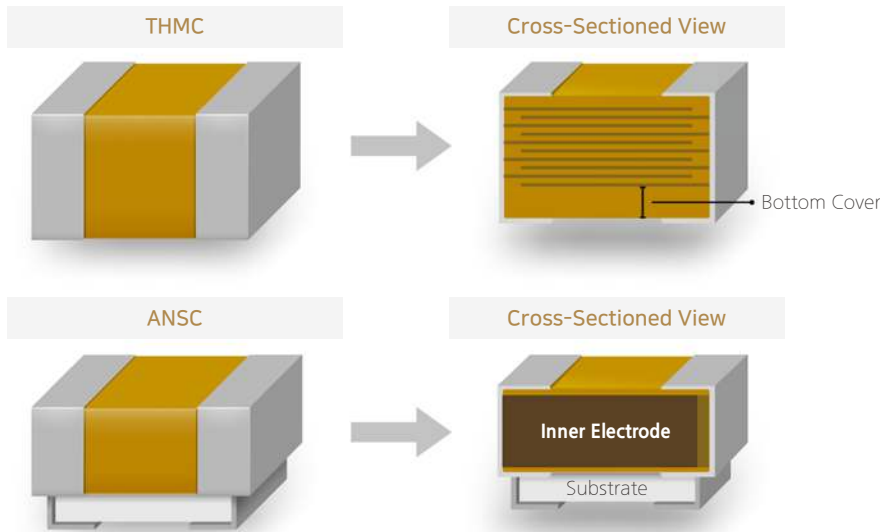 THMC
Cross-Sectioned View
Bottom Cover
ANSC
Cross-Sectioned View
Inner Electrode
Substrate